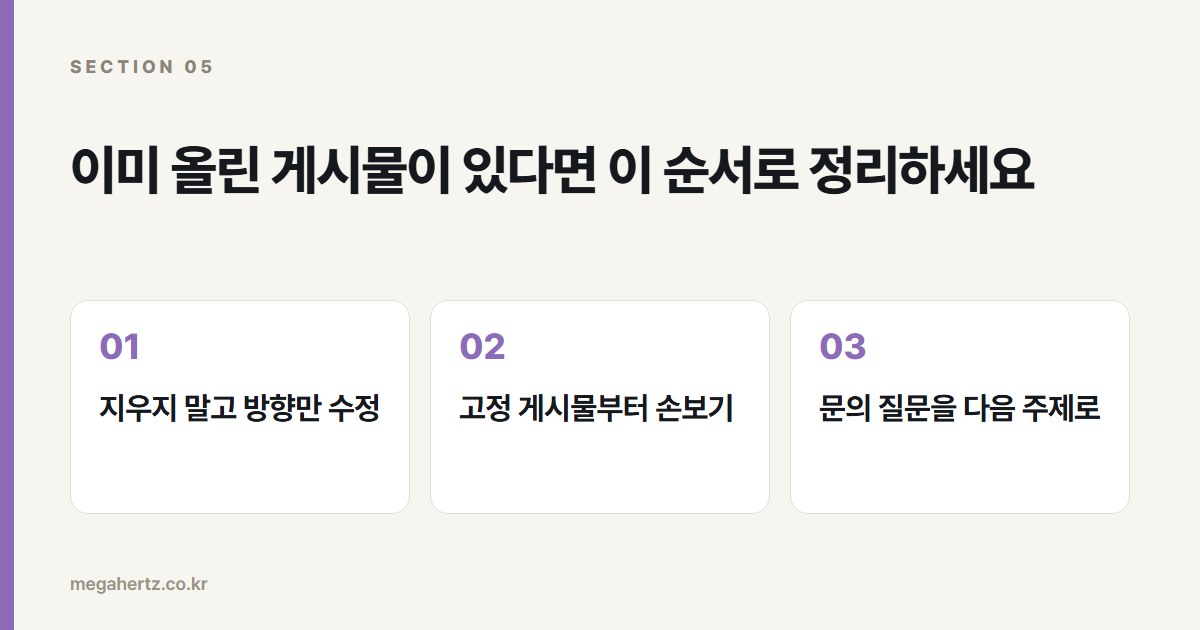 SECTION 05
이미 올린 게시물이 있다면 이 순서로 정리하세요
01
지우지 말고 방향만 수정
02
고정 게시물부터 손보기
03
문의 질문을 다음 주제로
megahertz.co.kr